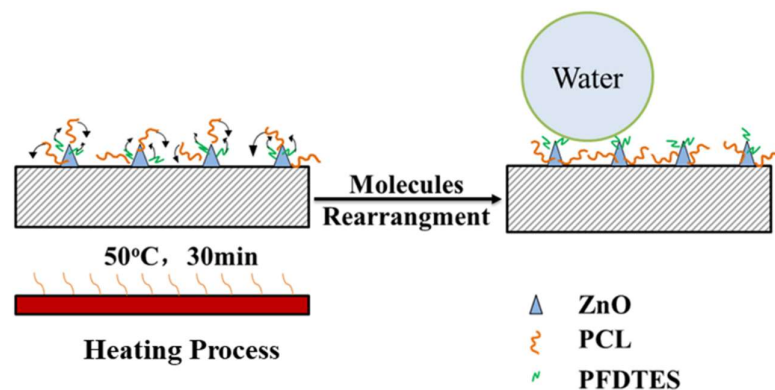 Water
Molecules
Rearrangment
50°C, 30min
Heating Process
ZnO
PCL
PFDTES